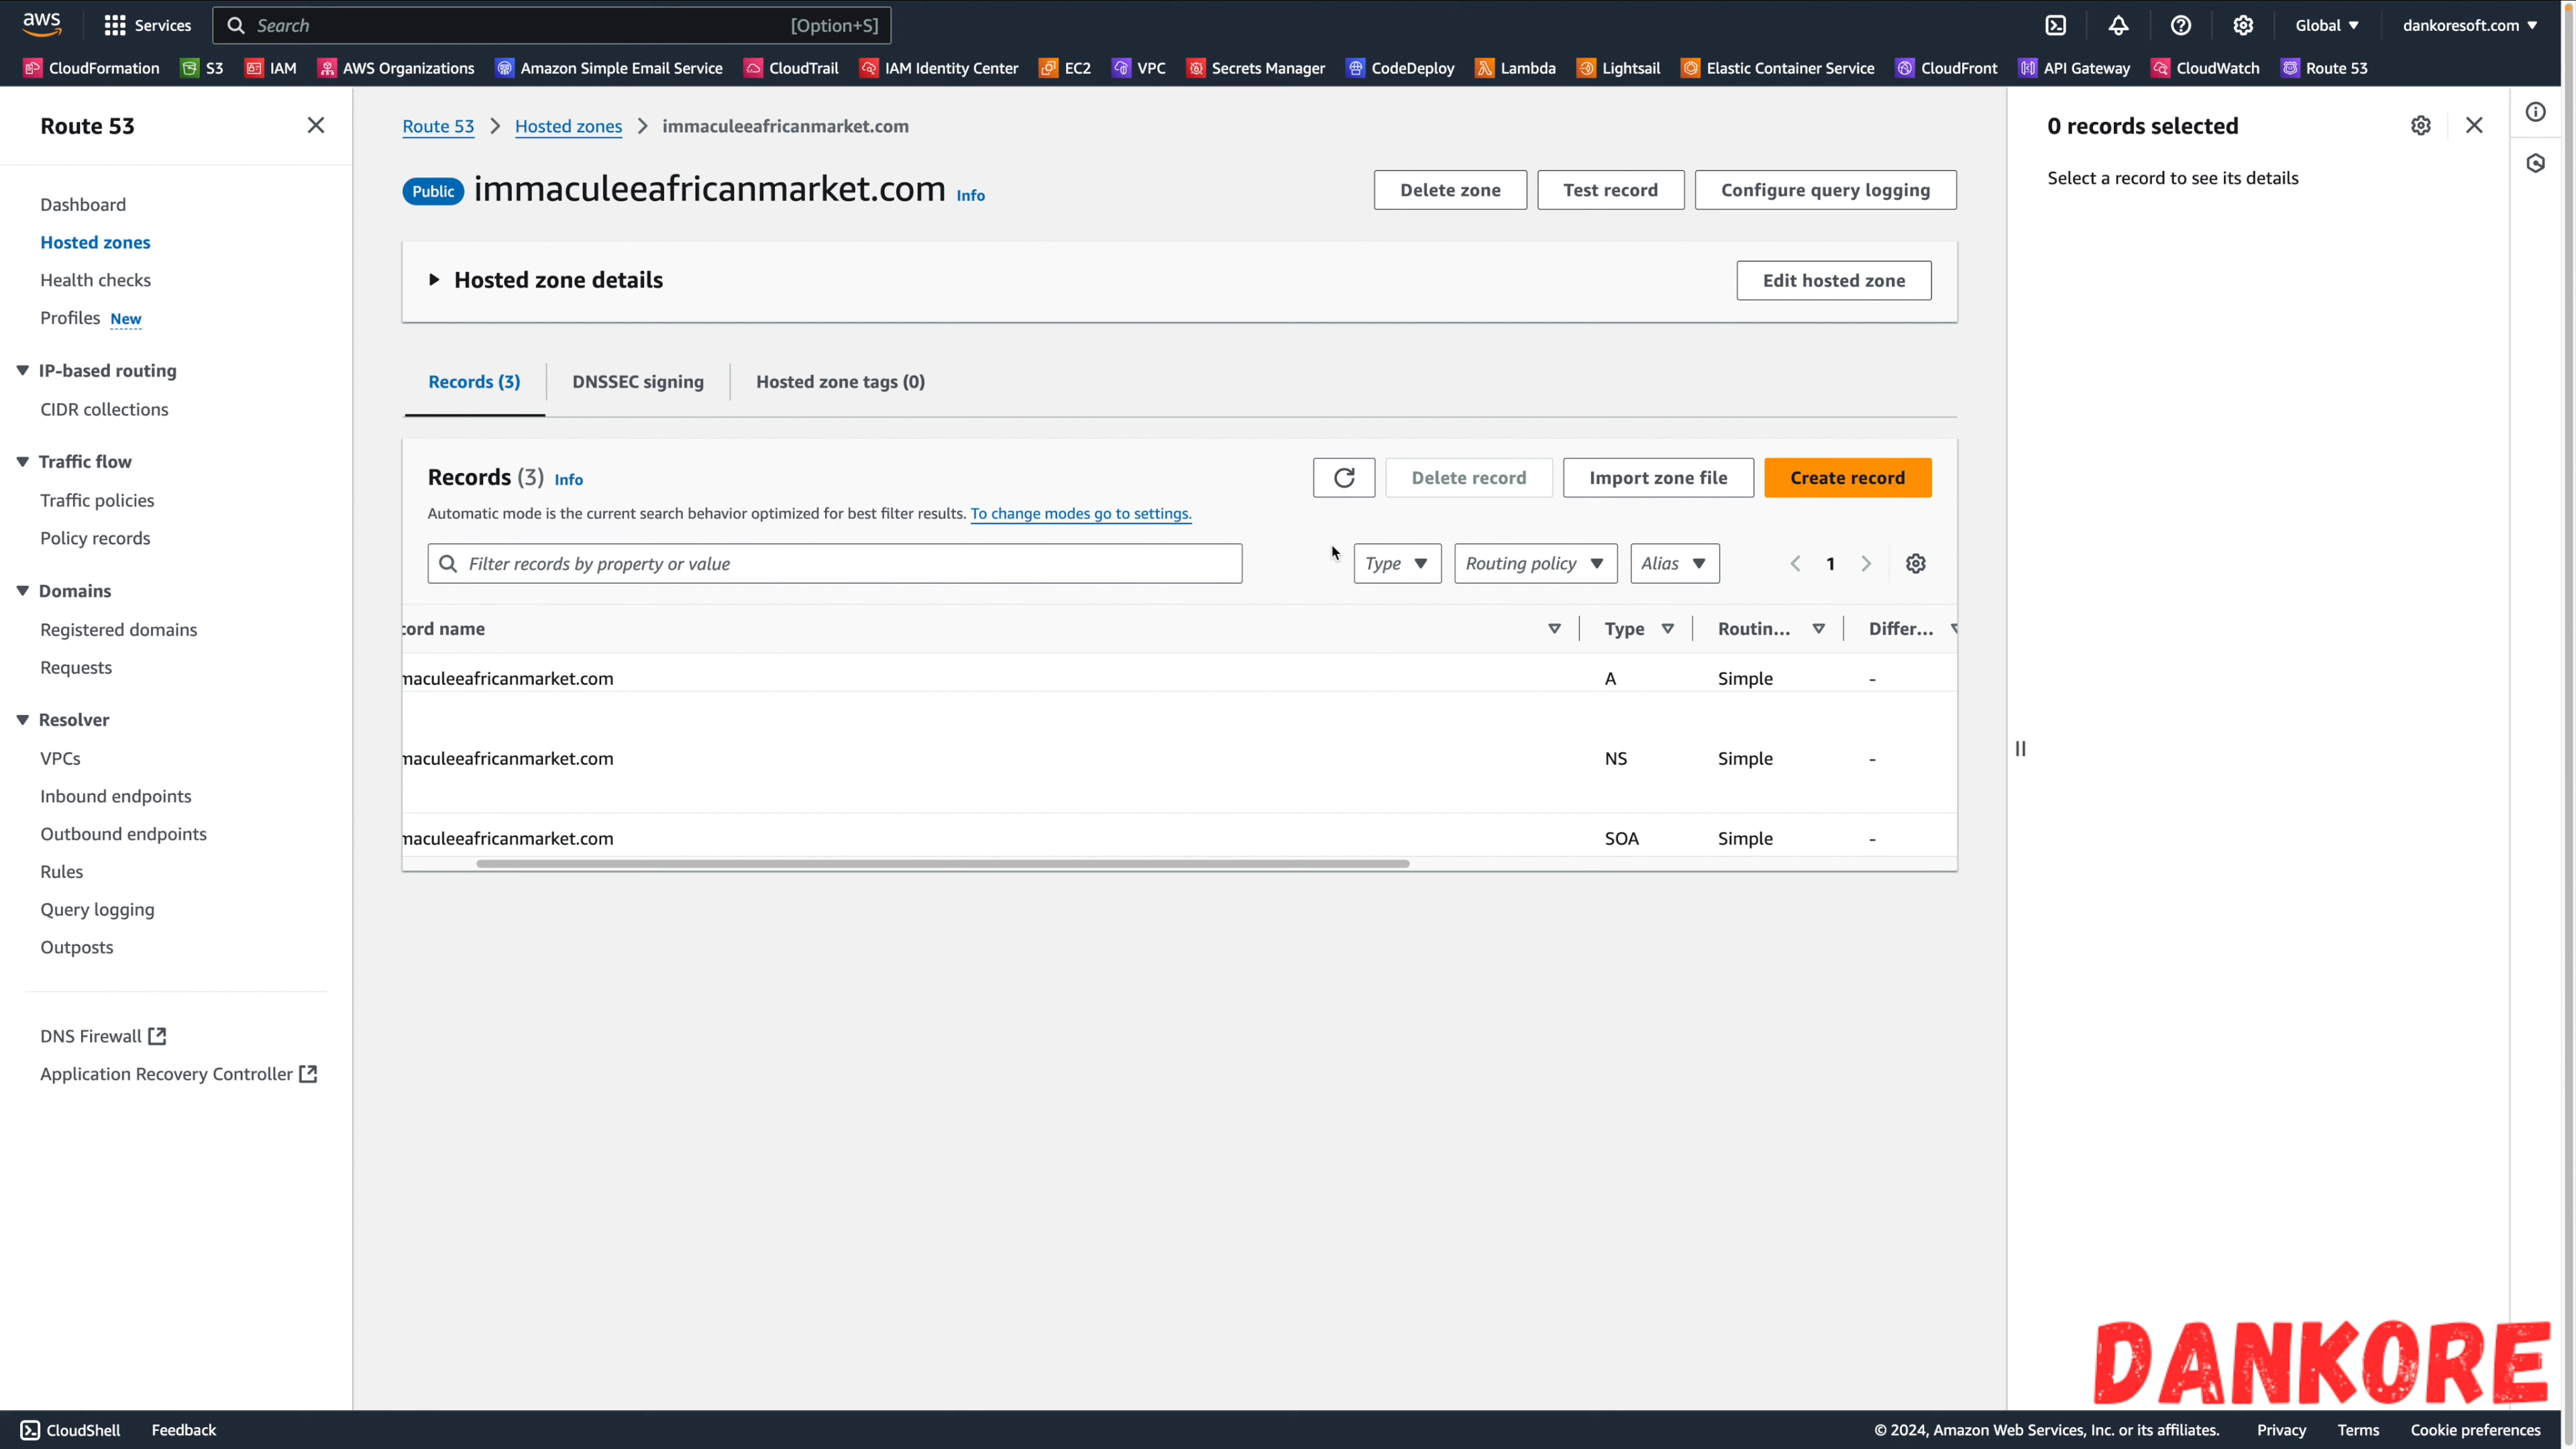 aws Services Search [Option+S] Global dankoresoft.com
CloudFormation S3 IAM AWS Organizations Amazon Simple Email Service CloudTrail IAM Identity Center EC2 VPC Secrets Manager CodeDeploy Lambda Lightsail Elastic Container Service CloudFront API Gateway CloudWatch Route 53
Route 53
Dashboard
Hosted zones
Health checks
Profiles New
IP-based routing
CIDR collections
Traffic flow
Traffic policies
Policy records
Domains
Registered domains
Requests
Resolver
VPCs
Inbound endpoints
Outbound endpoints
Rules
Query logging
Outposts
DNS Firewall
Application Recovery Controller
Route 53 Hosted zones immaculeeafricanmarket.com
Public immaculeeafricanmarket.com Info Delete zone Test record Configure query logging
Hosted zone details Edit hosted zone
Records (3) DNSSEC signing Hosted zone tags (0)
Records (3) Info Delete record Import zone file Create record
Automatic mode is the current search behavior optimized for best filter results. To change modes go to settings.
Filter records by property or value Type Routing policy Alias 1
cord name Type Routin... Differ...
maculeeafricanmarket.com A Simple -
maculeeafricanmarket.com NS Simple -
maculeeafricanmarket.com SOA Simple -
0 records selected
Select a record to see its details
DANKORE
CloudShell Feedback © 2024, Amazon Web Services, Inc. or its affiliates. Privacy Terms Cookie preferences